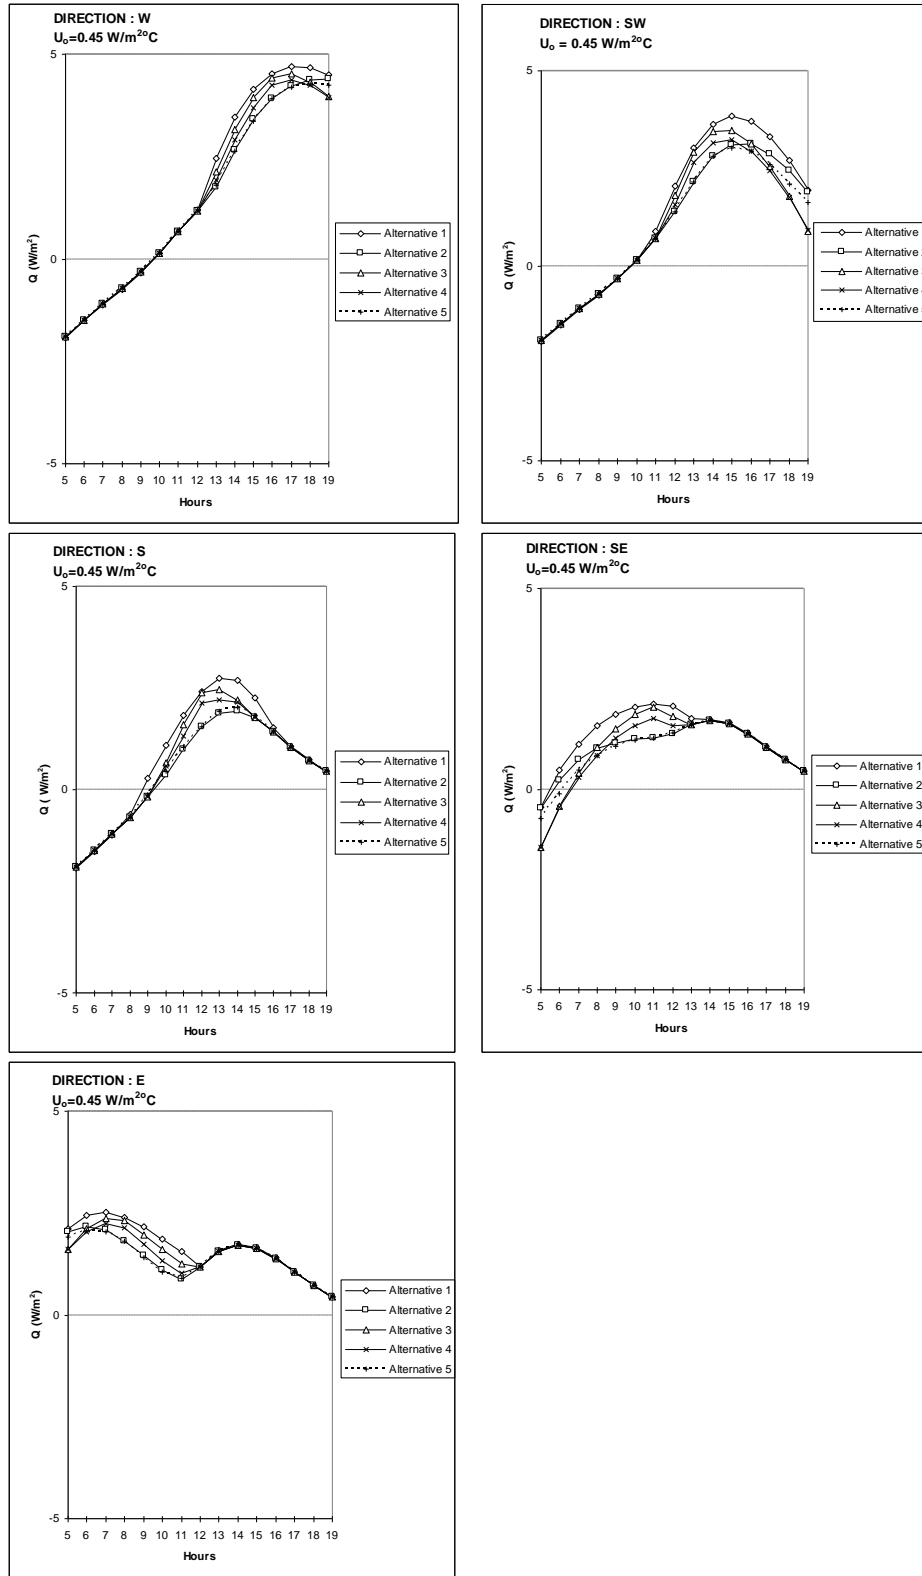 DIRECTION : W
Uₒ=0.45 W/m²ᵒC
5
0
-5
Q (W/m²)
5 6 7 8 9 10 11 12 13 14 15 16 17 18 19
Hours
Alternative 1
Alternative 2
Alternative 3
Alternative 4
Alternative 5
DIRECTION : SW
Uₒ = 0.45 W/m²ᵒC
5
0
-5
Q (W/m²)
5 6 7 8 9 10 11 12 13 14 15 16 17 18 19
Hours
Alternative
Alternative
Alternative
Alternative
Alternative
DIRECTION : S
Uₒ=0.45 W/m²ᵒC
5
0
-5
Q ( W/m²)
5 6 7 8 9 10 11 12 13 14 15 16 17 18 19
Hours
Alternative 1
Alternative 2
Alternative 3
Alternative 4
Alternative 5
DIRECTION : SE
Uₒ=0.45 W/m²ᵒC
5
0
-5
Q (W/m²)
5 6 7 8 9 10 11 12 13 14 15 16 17 18 19
Hours
Alternative 1
Alternative 2
Alternative 3
Alternative 4
Alternative 5
DIRECTION : E
Uₒ=0.45 W/m²ᵒC
5
0
-5
Q (W/m²)
5 6 7 8 9 10 11 12 13 14 15 16 17 18 19
Hours
Alternative 1
Alternative 2
Alternative 3
Alternative 4
Alternative 5